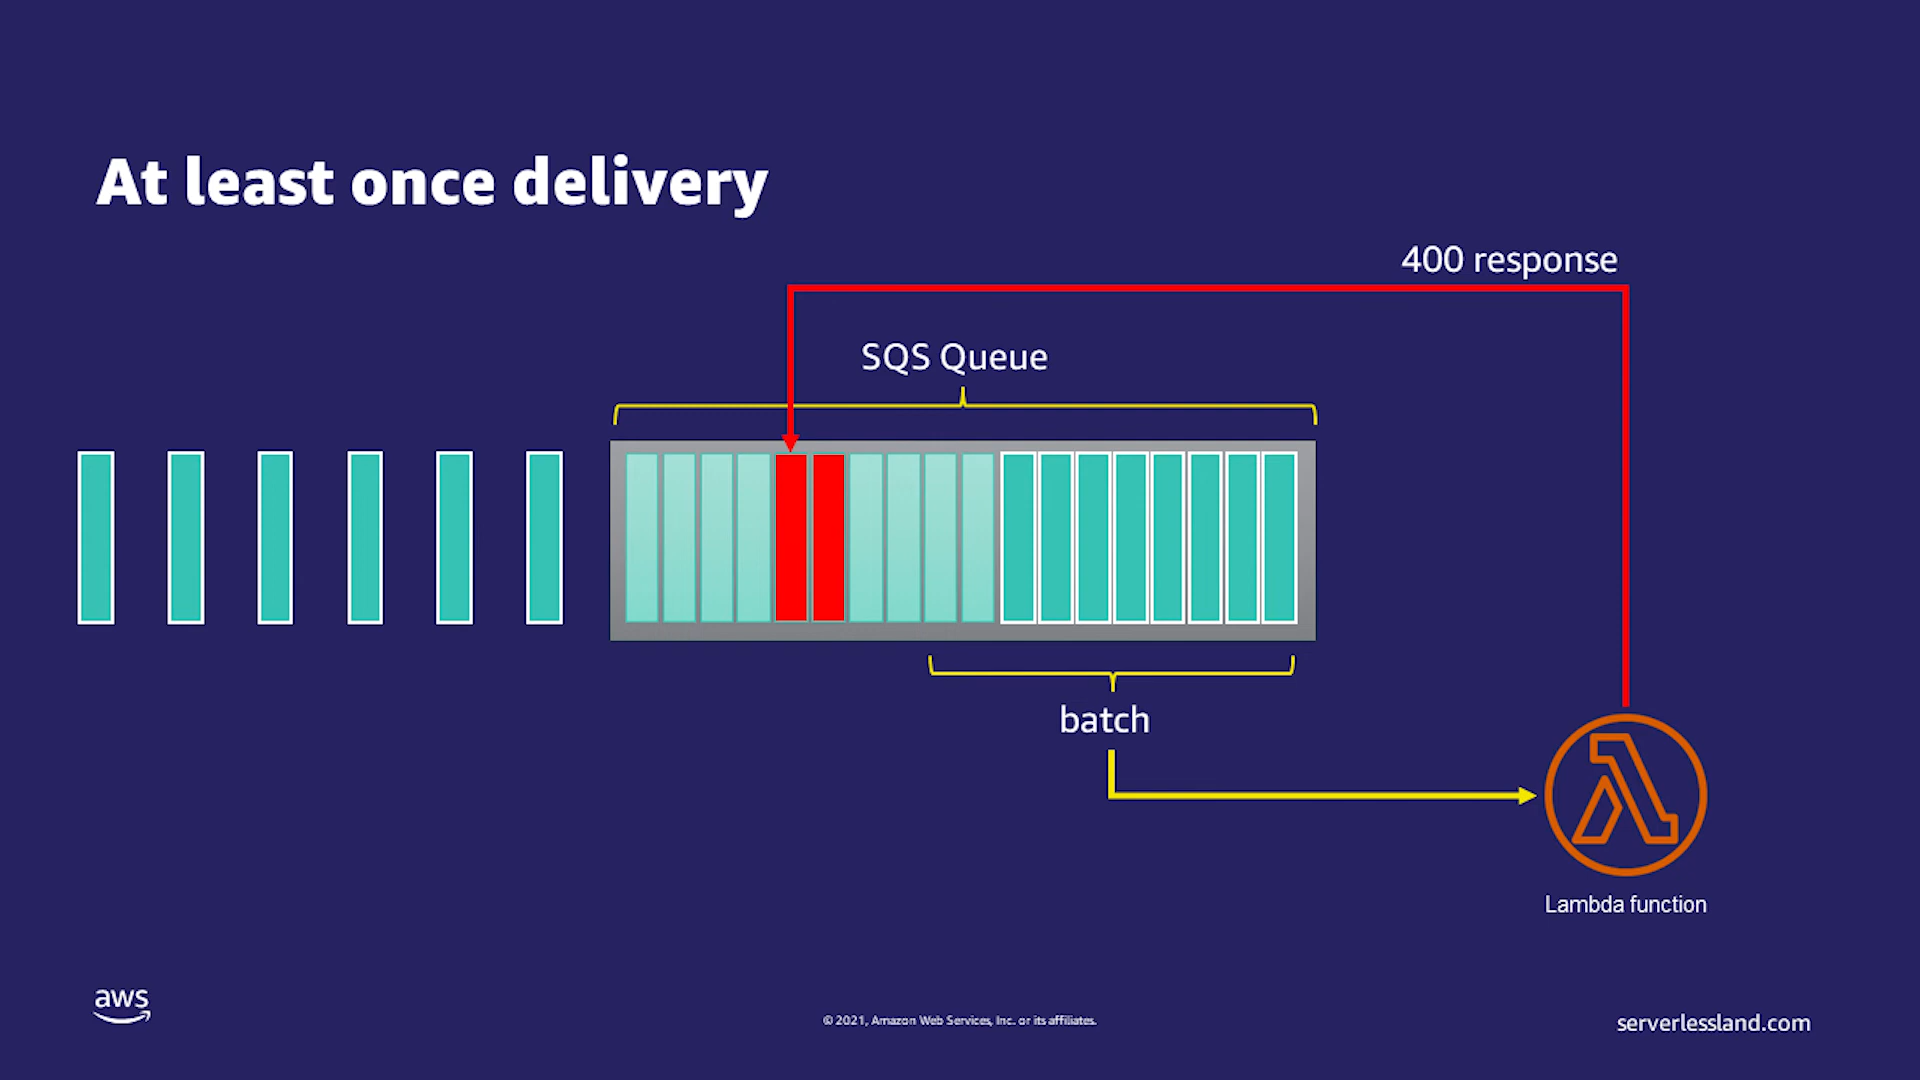 At least once delivery
400 response
SQS Queue
batch
Lambda function
aws
© 2021, Amazon Web Services, Inc. or its affiliates.
serverlessland.com